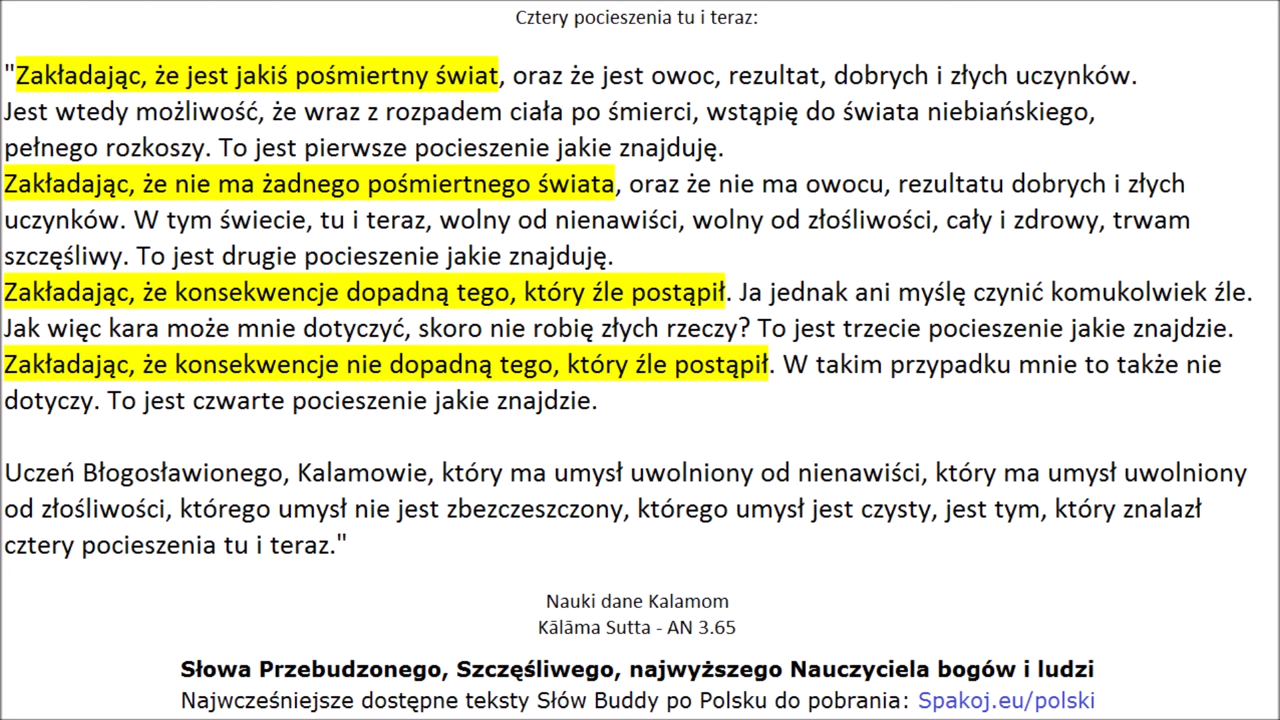 Cztery pocieszenia tu i teraz:
"Zakładając, że jest jakiś pośmiertny świat, oraz że jest owoc, rezultat, dobrych i złych uczynków.
Jest wtedy możliwość, że wraz z rozpadem ciała po śmierci, wstąpię do świata niebiańskiego,
pełnego rozkoszy. To jest pierwsze pocieszenie jakie znajduję.
Zakładając, że nie ma żadnego pośmiertnego świata, oraz że nie ma owocu, rezultatu dobrych i złych
uczynków. W tym świecie, tu i teraz, wolny od nienawiści, wolny od złośliwości, cały i zdrowy, trwam
szczęśliwy. To jest drugie pocieszenie jakie znajduję.
Zakładając, że konsekwencje dopadną tego, który źle postąpił. Ja jednak ani myślę czynić komukolwiek źle.
Jak więc kara może mnie dotyczyć, skoro nie robię złych rzeczy? To jest trzecie pocieszenie jakie znajdzie.
Zakładając, że konsekwencje nie dopadną tego, który źle postąpił. W takim przypadku mnie to także nie
dotyczy. To jest czwarte pocieszenie jakie znajdzie.
Uczeń Błogosławionego, Kalamowie, który ma umysł uwolniony od nienawiści, który ma umysł uwolniony
od złośliwości, którego umysł nie jest zbezczeszczony, którego umysł jest czysty, jest tym, który znalazł
cztery pocieszenia tu i teraz."
Nauki dane Kalamom
Kālāma Sutta - AN 3.65
Słowa Przebudzonego, Szczęśliwego, najwyższego Nauczyciela bogów i ludzi
Najwcześniejsze dostępne teksty Słów Buddy po Polsku do pobrania: Spakoj.eu/polski